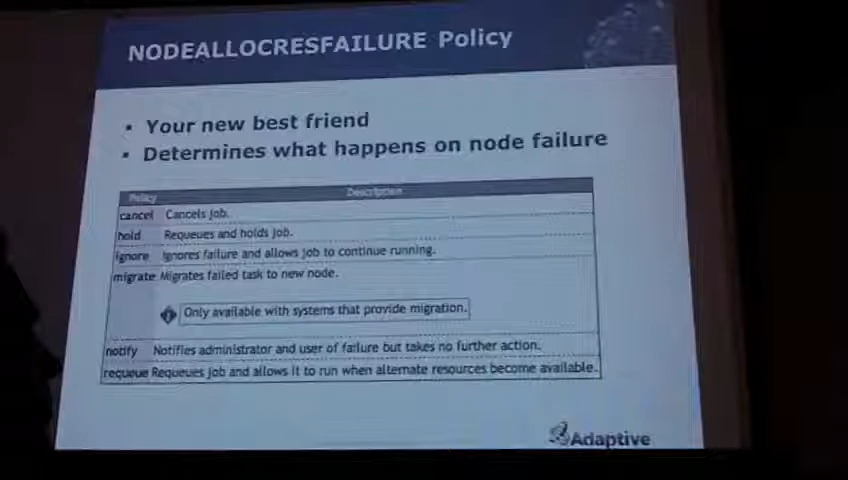 NODEALLOCRESFAILURE Policy
▪ Your new best friend
▪ Determines what happens on node failure
Policy Description
cancel Cancels job.
hold Requeues and holds job.
ignore Ignores failure and allows job to continue running.
migrate Migrates failed task to new node.
Only available with systems that provide migration.
notify Notifies administrator and user of failure but takes no further action.
requeue Requeues job and allows it to run when alternate resources become available.
Adaptive